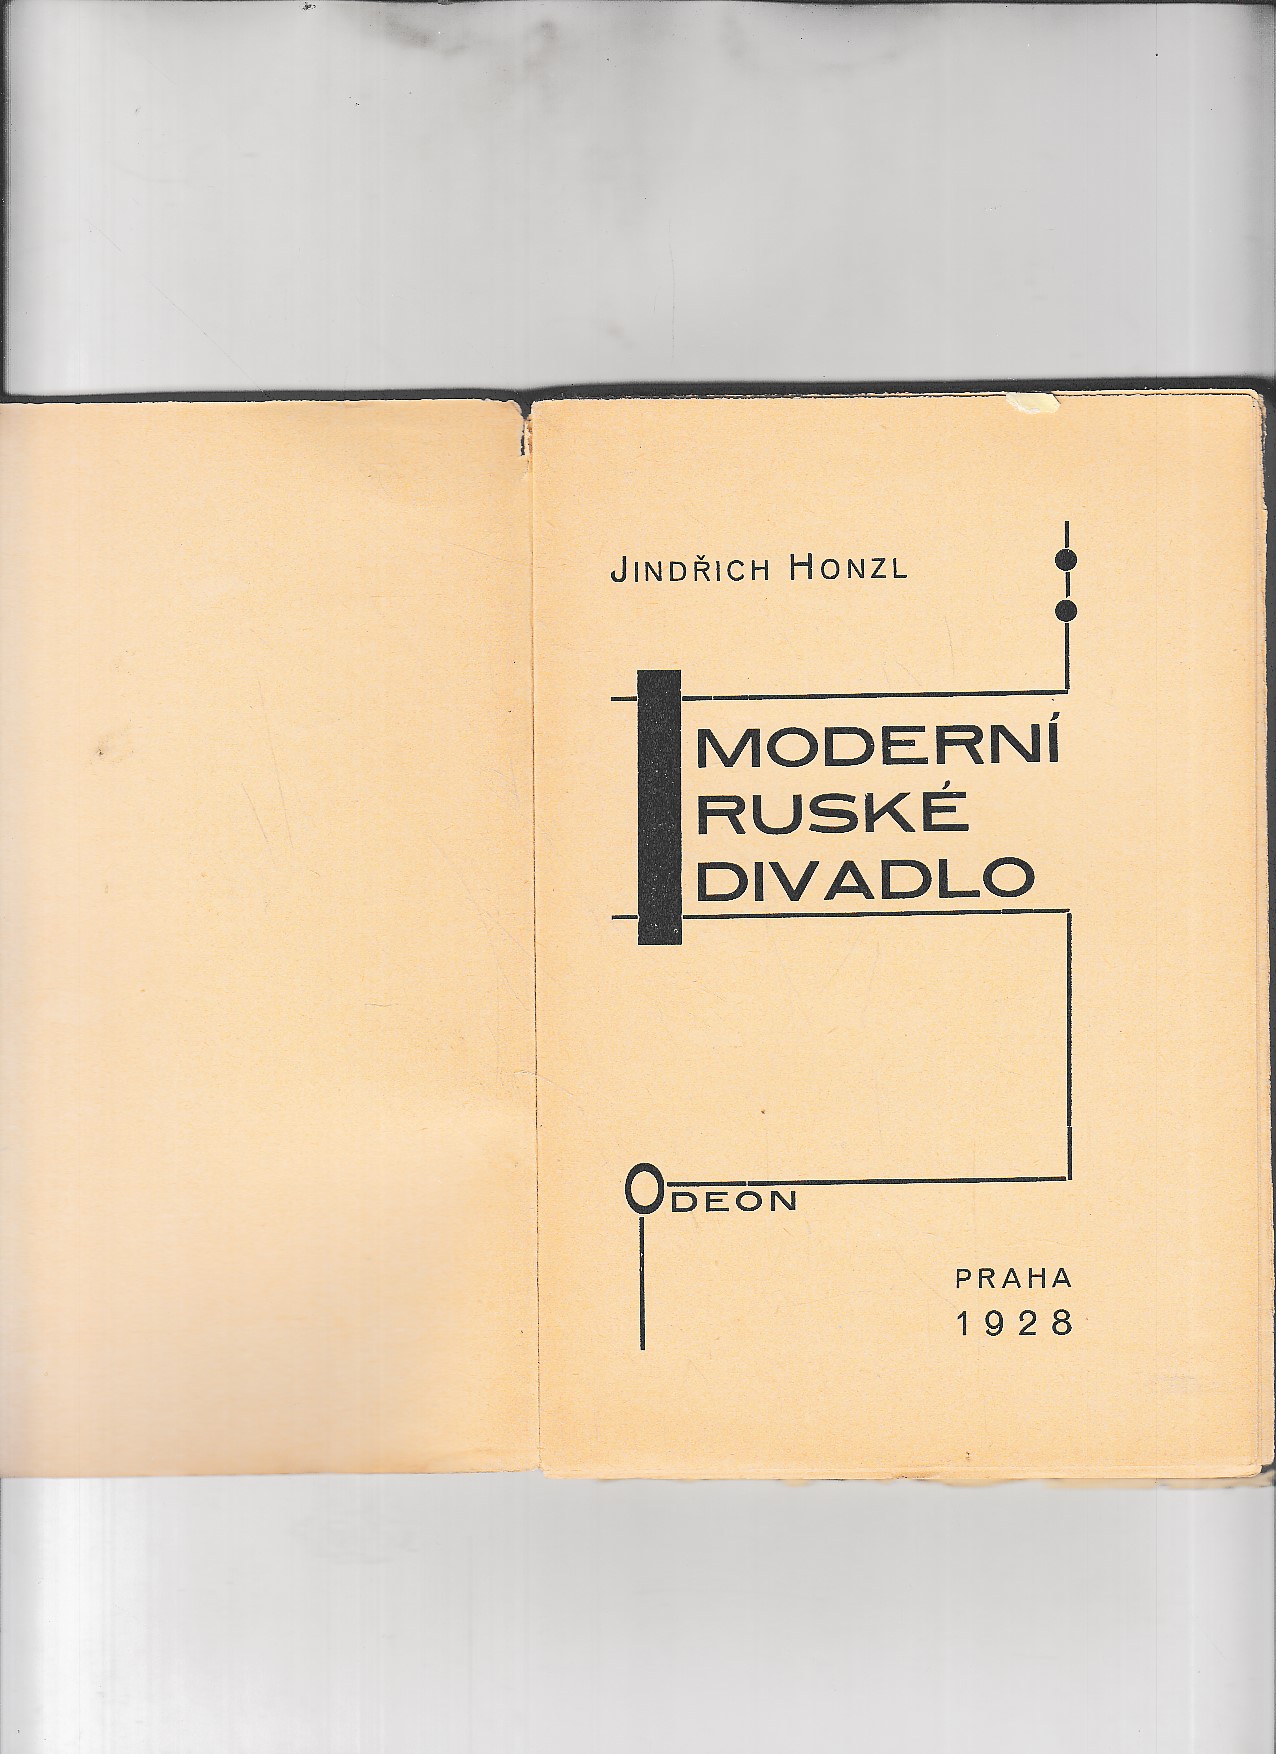 JINDŘICH HONZL
MODERNÍ
RUSKÉ
DIVADLO
ODEON
PRAHA
1928